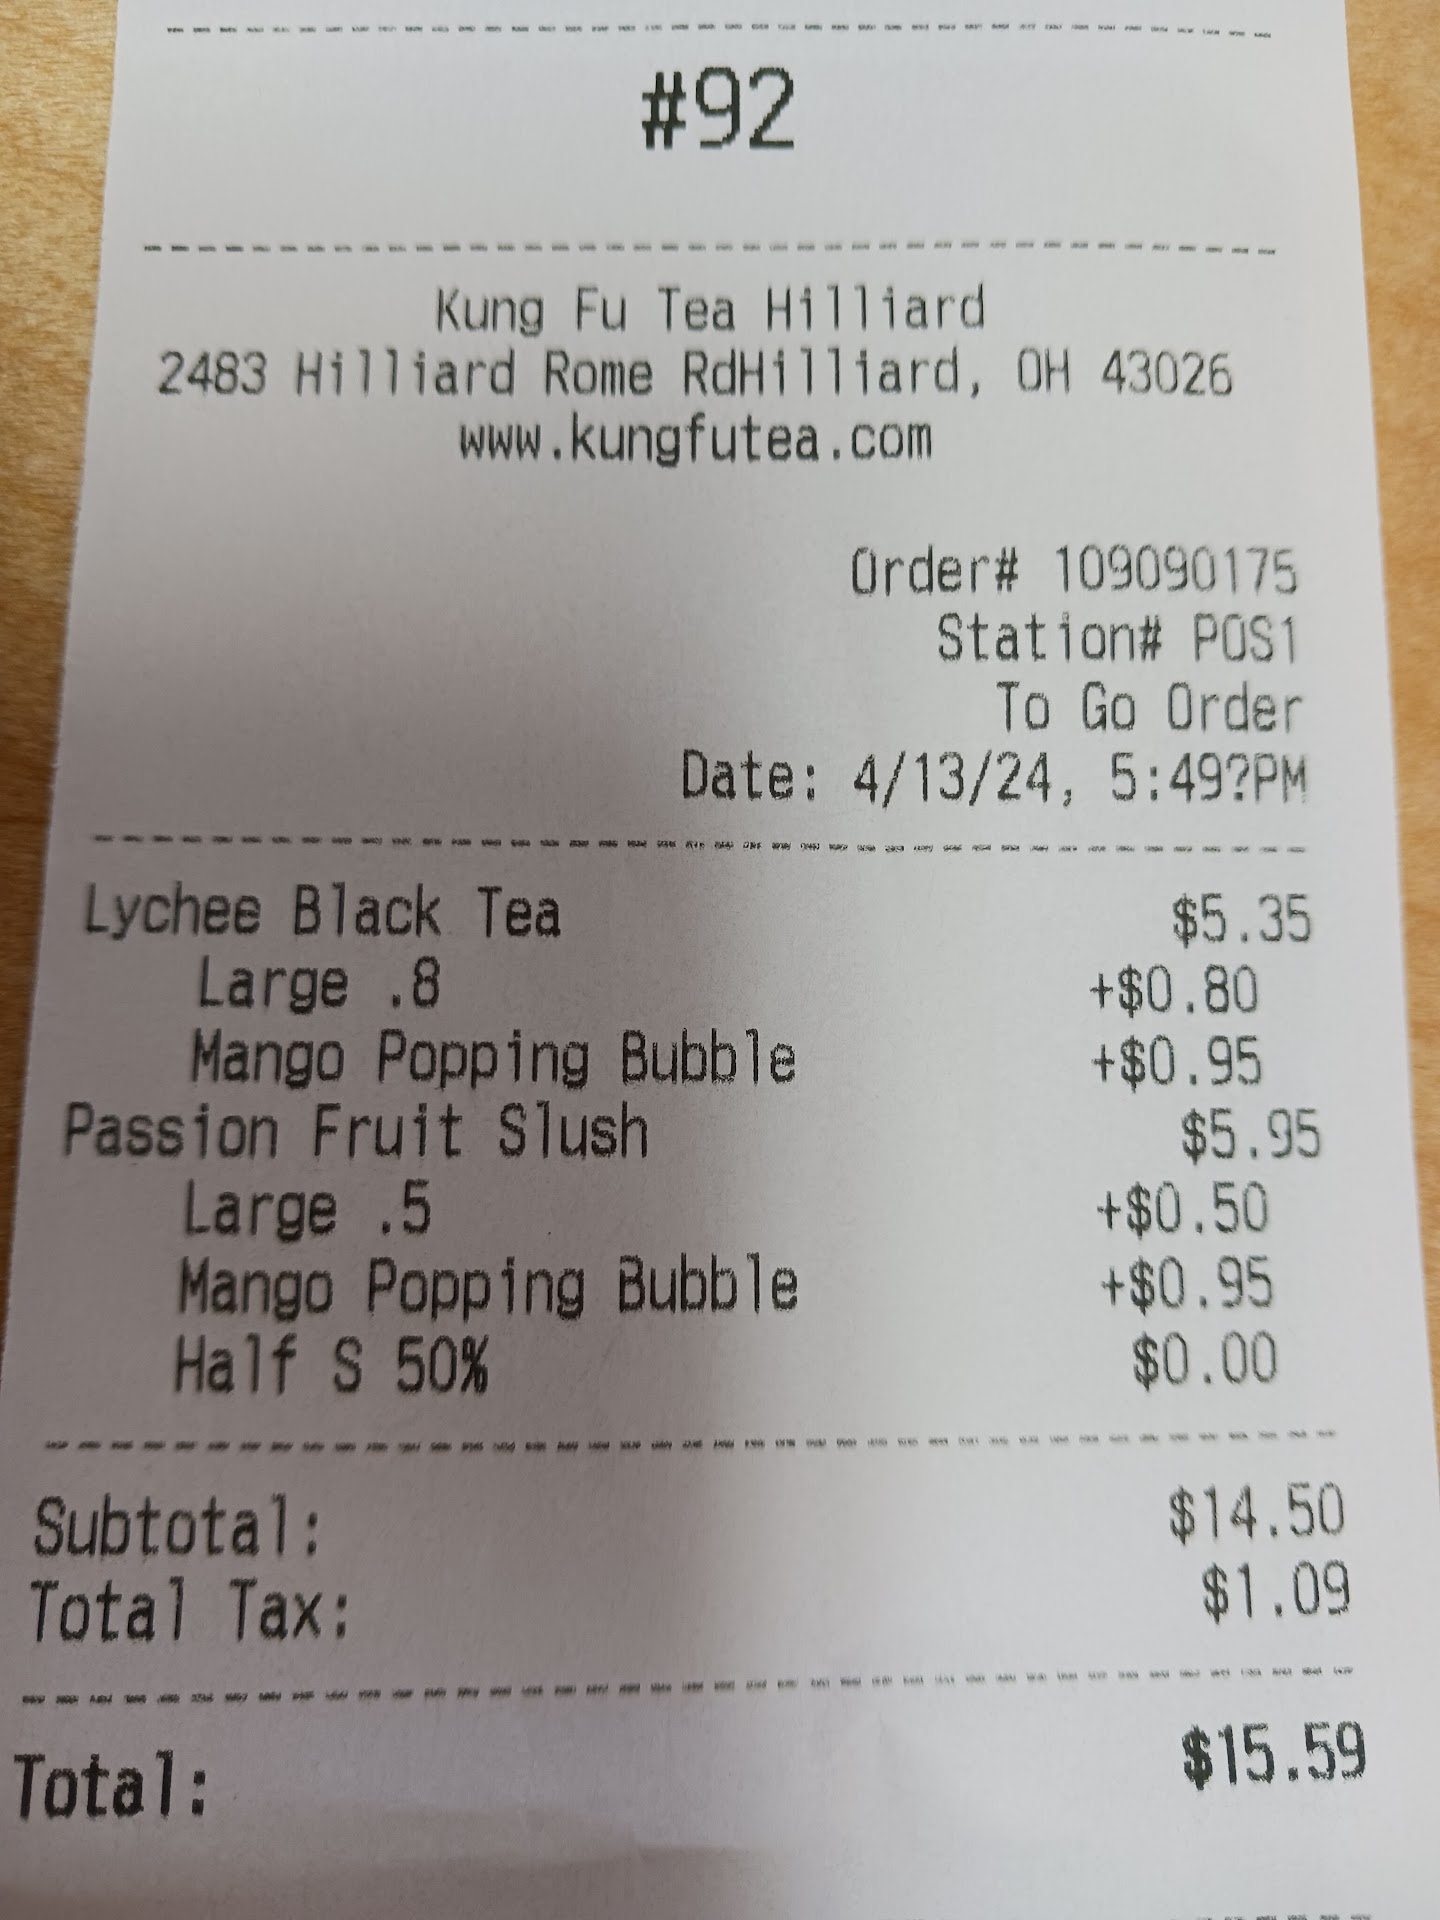 #92
Kung Fu Tea Hilliard
2483 Hilliard Rome RdHilliard, OH 43026
www.kungfutea.com
Order# 109090175
Station# POS1
To Go Order
Date: 4/13/24, 5:49?PM
Lychee Black Tea $5.35
Large .8 +$0.80
Mango Popping Bubble +$0.95
Passion Fruit Slush $5.95
Large .5 +$0.50
Mango Popping Bubble +$0.95
Half S 50% $0.00
Subtotal: $14.50
Total Tax: $1.09
Total: $15.59